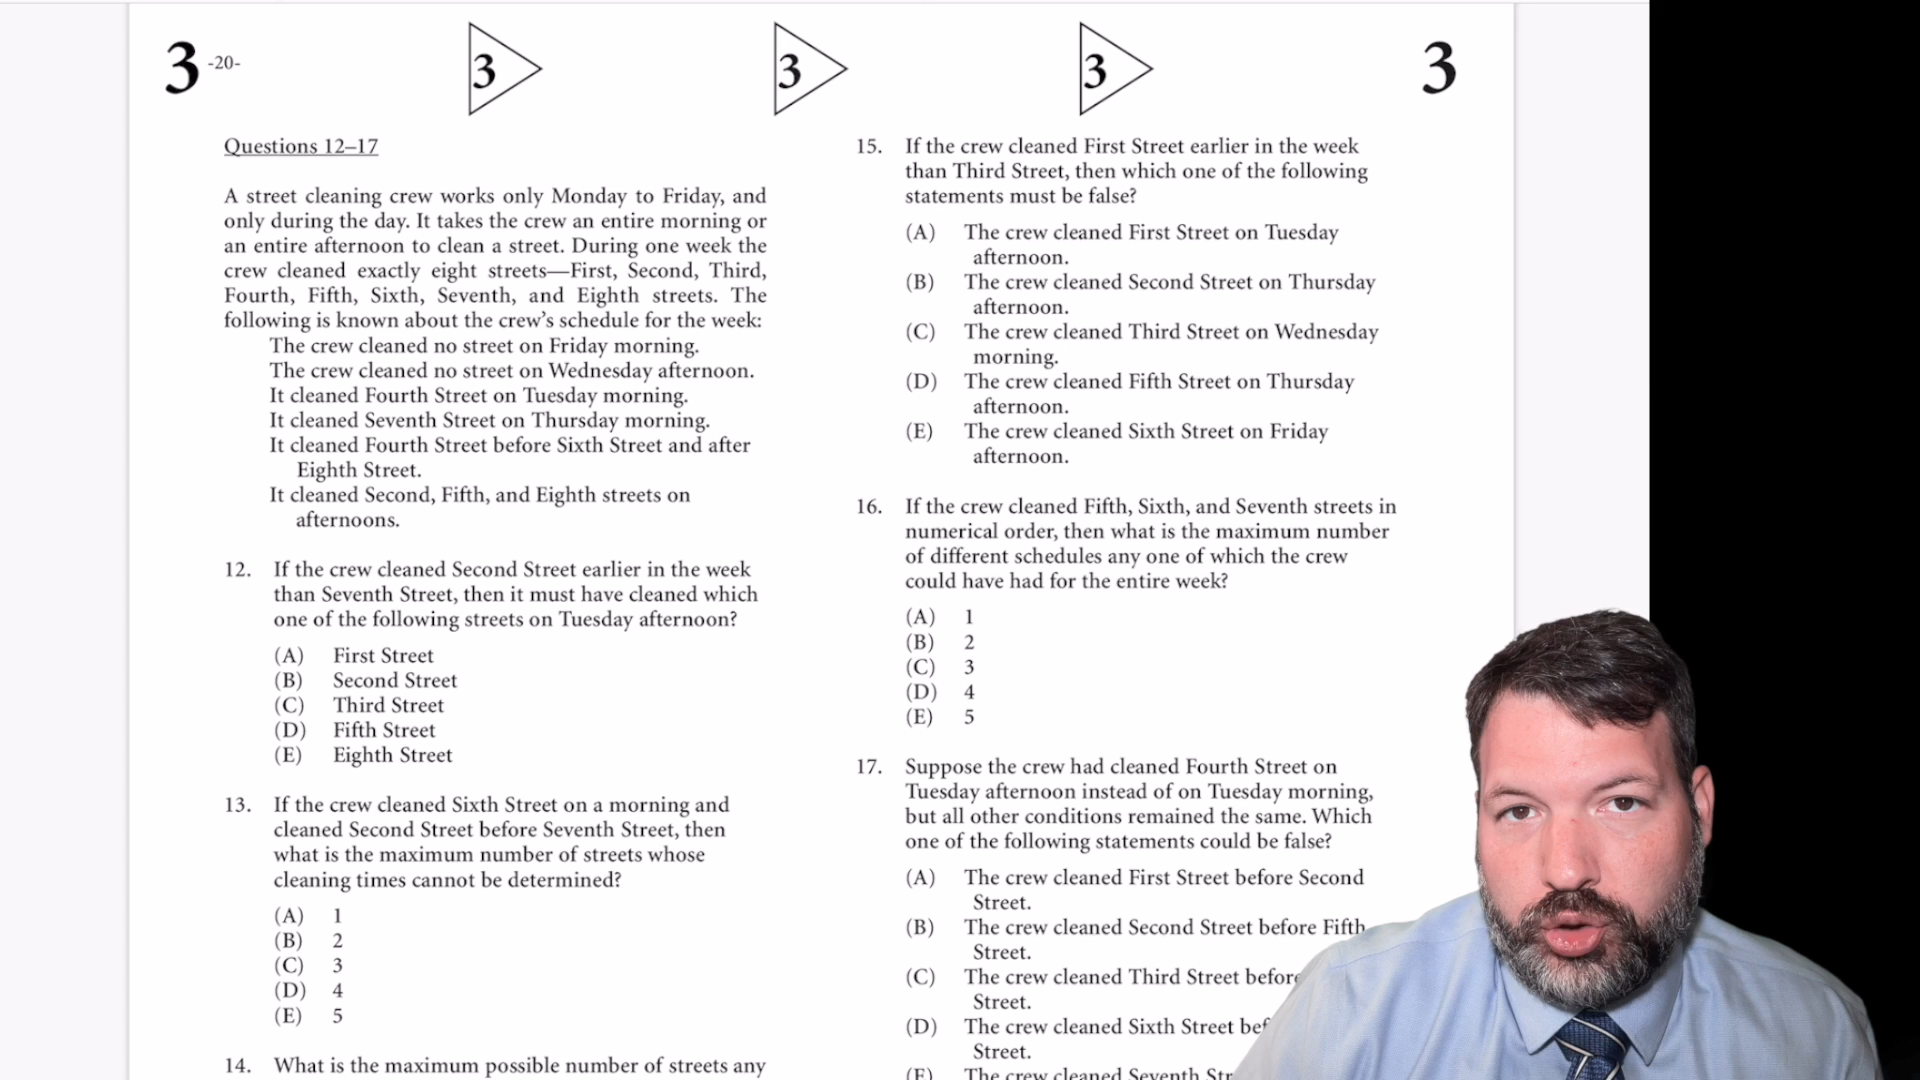 3 -20- 3 3 3 3
Questions 12–17
A street cleaning crew works only Monday to Friday, and
only during the day. It takes the crew an entire morning or
an entire afternoon to clean a street. During one week the
crew cleaned exactly eight streets—First, Second, Third,
Fourth, Fifth, Sixth, Seventh, and Eighth streets. The
following is known about the crew's schedule for the week:
The crew cleaned no street on Friday morning.
The crew cleaned no street on Wednesday afternoon.
It cleaned Fourth Street on Tuesday morning.
It cleaned Seventh Street on Thursday morning.
It cleaned Fourth Street before Sixth Street and after
Eighth Street.
It cleaned Second, Fifth, and Eighth streets on
afternoons.
12. If the crew cleaned Second Street earlier in the week
than Seventh Street, then it must have cleaned which
one of the following streets on Tuesday afternoon?
(A) First Street
(B) Second Street
(C) Third Street
(D) Fifth Street
(E) Eighth Street
13. If the crew cleaned Sixth Street on a morning and
cleaned Second Street before Seventh Street, then
what is the maximum number of streets whose
cleaning times cannot be determined?
(A) 1
(B) 2
(C) 3
(D) 4
(E) 5
14. What is the maximum possible number of streets any
15. If the crew cleaned First Street earlier in the week
than Third Street, then which one of the following
statements must be false?
(A) The crew cleaned First Street on Tuesday
afternoon.
(B) The crew cleaned Second Street on Thursday
afternoon.
(C) The crew cleaned Third Street on Wednesday
morning.
(D) The crew cleaned Fifth Street on Thursday
afternoon.
(E) The crew cleaned Sixth Street on Friday
afternoon.
16. If the crew cleaned Fifth, Sixth, and Seventh streets in
numerical order, then what is the maximum number
of different schedules any one of which the crew
could have had for the entire week?
(A) 1
(B) 2
(C) 3
(D) 4
(E) 5
17. Suppose the crew had cleaned Fourth Street on
Tuesday afternoon instead of on Tuesday morning,
but all other conditions remained the same. Which
one of the following statements could be false?
(A) The crew cleaned First Street before Second
Street.
(B) The crew cleaned Second Street before Fifth
Street.
(C) The crew cleaned Third Street before
Street.
(D) The crew cleaned Sixth Street
Street.
(E) The crew cleaned Seventh